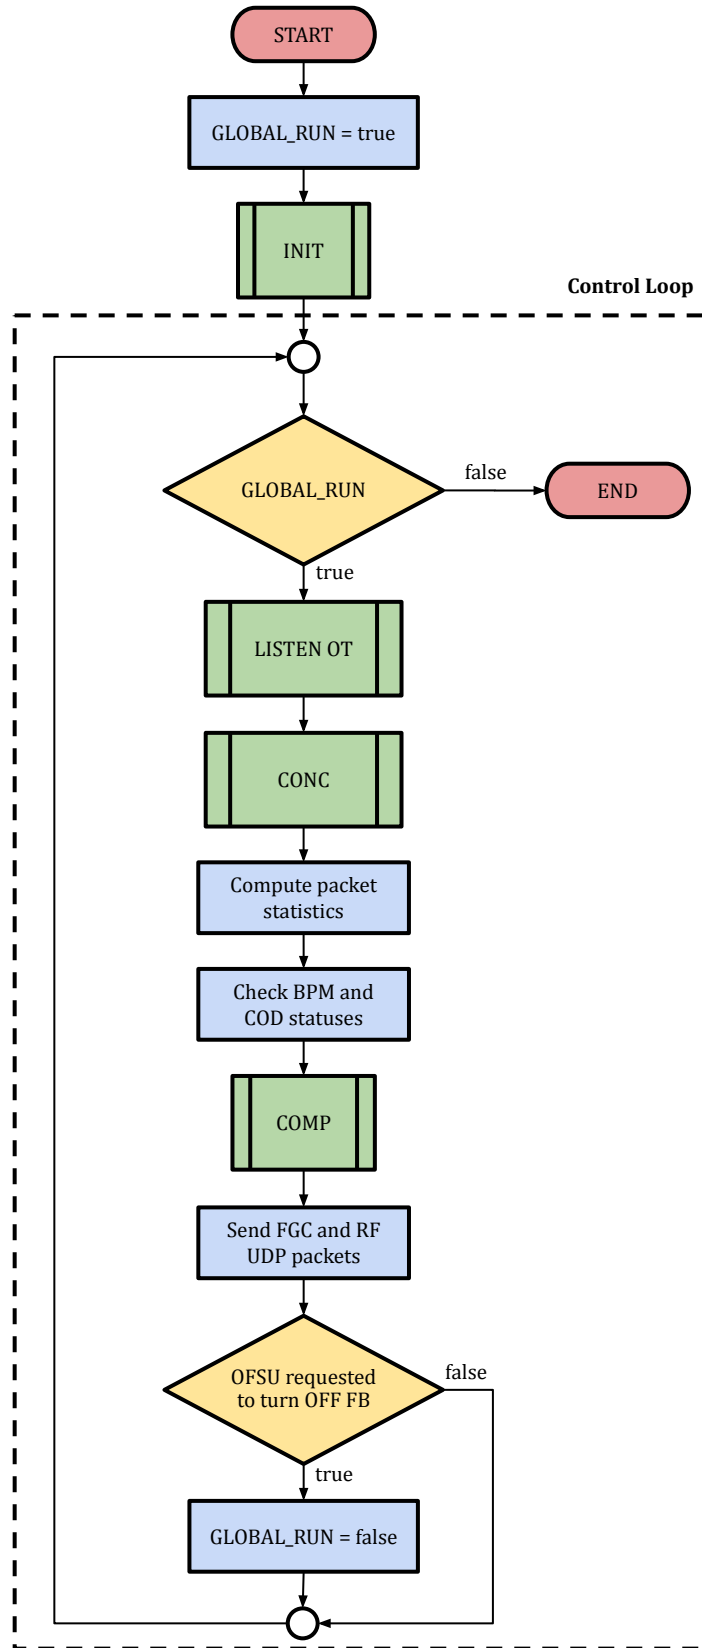 START
GLOBAL_RUN = true
INIT
Control Loop
GLOBAL_RUN
false
END
true
LISTEN OT
CONC
Compute packet
statistics
Check BPM and
COD statuses
COMP
Send FGC and RF
UDP packets
OFSU requested
to turn OFF FB
false
true
GLOBAL_RUN = false